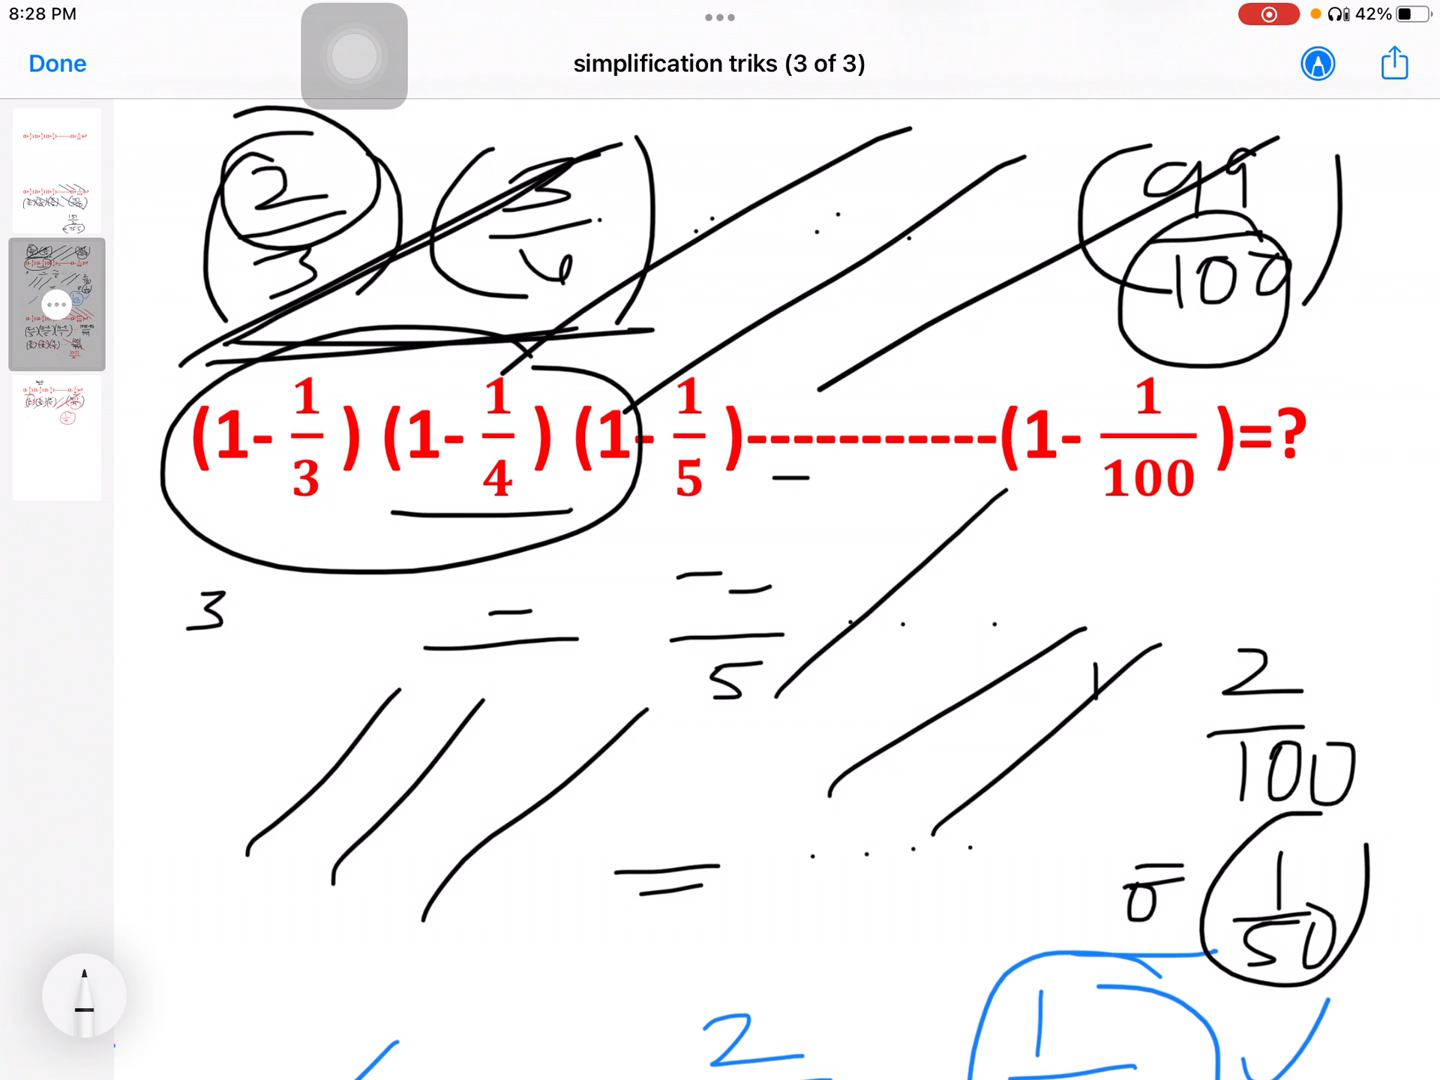 8:28 PM
42%
Done
simplification triks (3 of 3)
2/3 (3/4) (99/100)
(1- 1/3) (1- 1/4) (1- 1/5)------------(1- 1/100)=?
3
5
2/100
1/50
2
1